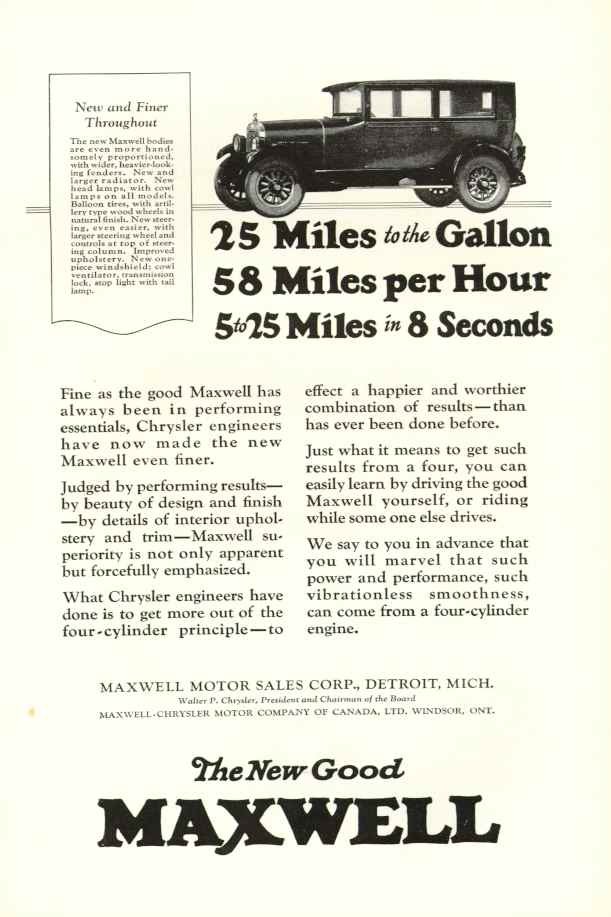 New and Finer
Throughout
The new Maxwell bodies
are even more hand-
somely proportioned,
with wider, heavier-look-
ing fenders. New and
larger radiator. New
head lamps, with cowl
lamps on all models.
Balloon tires, with artil-
lery type wood wheels in
natural finish. New steer-
ing, even easier, with
larger steering wheel and
controls at top of steer-
ing column. Improved
upholstery. New one-
piece windshield; cowl
ventilator, transmission
lock, stop light with tail
lamp.
25 Miles to the Gallon
58 Miles per Hour
5 to 25 Miles in 8 Seconds
Fine as the good Maxwell has
always been in performing
essentials, Chrysler engineers
have now made the new
Maxwell even finer.
Judged by performing results—
by beauty of design and finish
—by details of interior uphol-
stery and trim—Maxwell su-
periority is not only apparent
but forcefully emphasized.
What Chrysler engineers have
done is to get more out of the
four-cylinder principle—to
effect a happier and worthier
combination of results—than
has ever been done before.
Just what it means to get such
results from a four, you can
easily learn by driving the good
Maxwell yourself, or riding
while some one else drives.
We say to you in advance that
you will marvel that such
power and performance, such
vibrationless smoothness,
can come from a four-cylinder
engine.
MAXWELL MOTOR SALES CORP., DETROIT, MICH.
Walter P. Chrysler, President and Chairman of the Board
MAXWELL-CHRYSLER MOTOR COMPANY OF CANADA, LTD. WINDSOR, ONT.
The New Good
MAXWELL